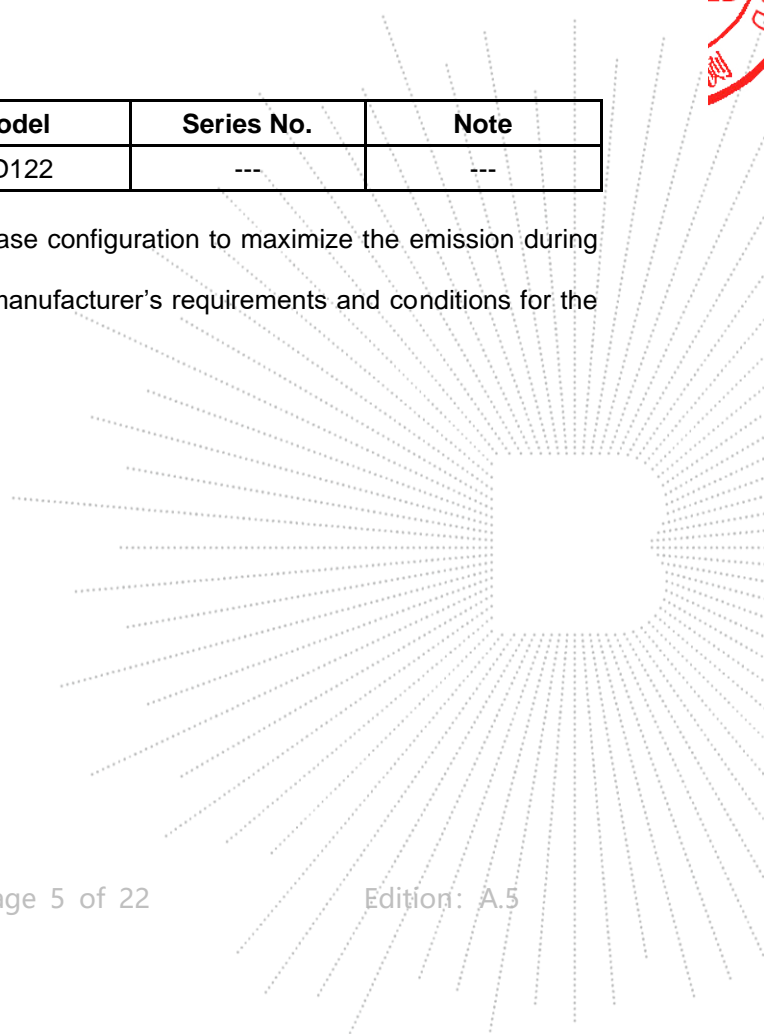 odel Series No. Note
0122 --- ---
ase configuration to maximize the emission during
manufacturer's requirements and conditions for the
ge 5 of 22 Edition: A.5